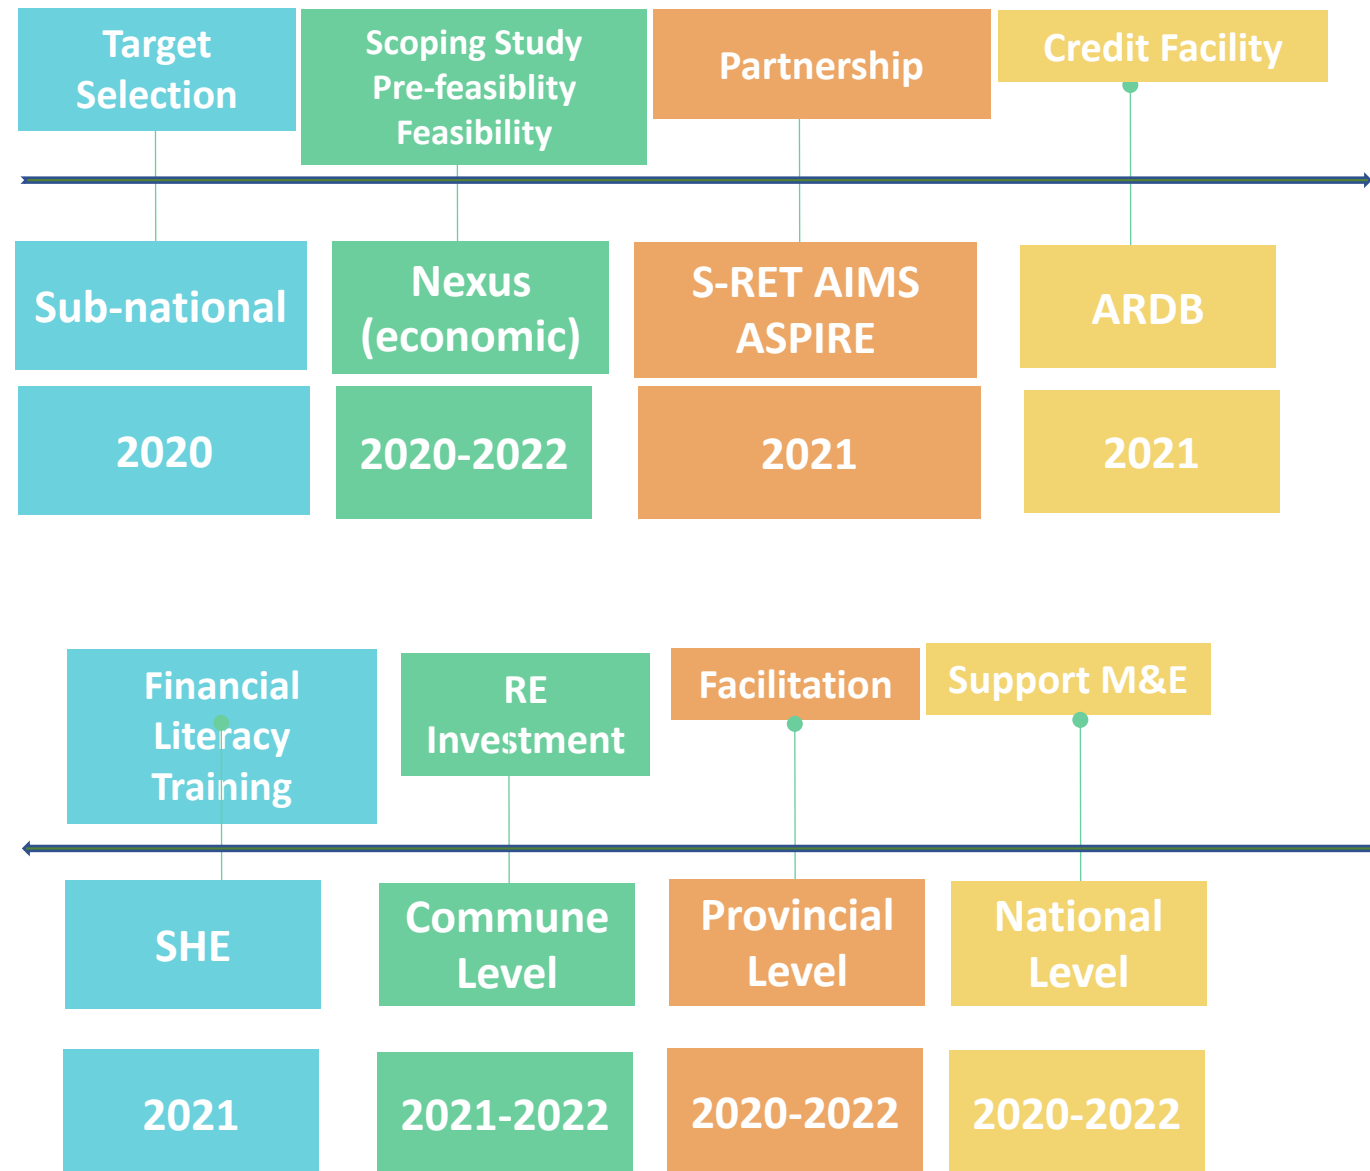 Target
Selection
Scoping Study
Pre-feasiblity
Feasibility
Partnership
Credit Facility
Sub-national
Nexus
(economic)
S-RET AIMS
ASPIRE
ARDB
2020
2020-2022
2021
2021
Financial
Literacy
Training
RE
Investment
Facilitation
Support M&E
SHE
Commune
Level
Provincial
Level
National
Level
2021
2021-2022
2020-2022
2020-2022